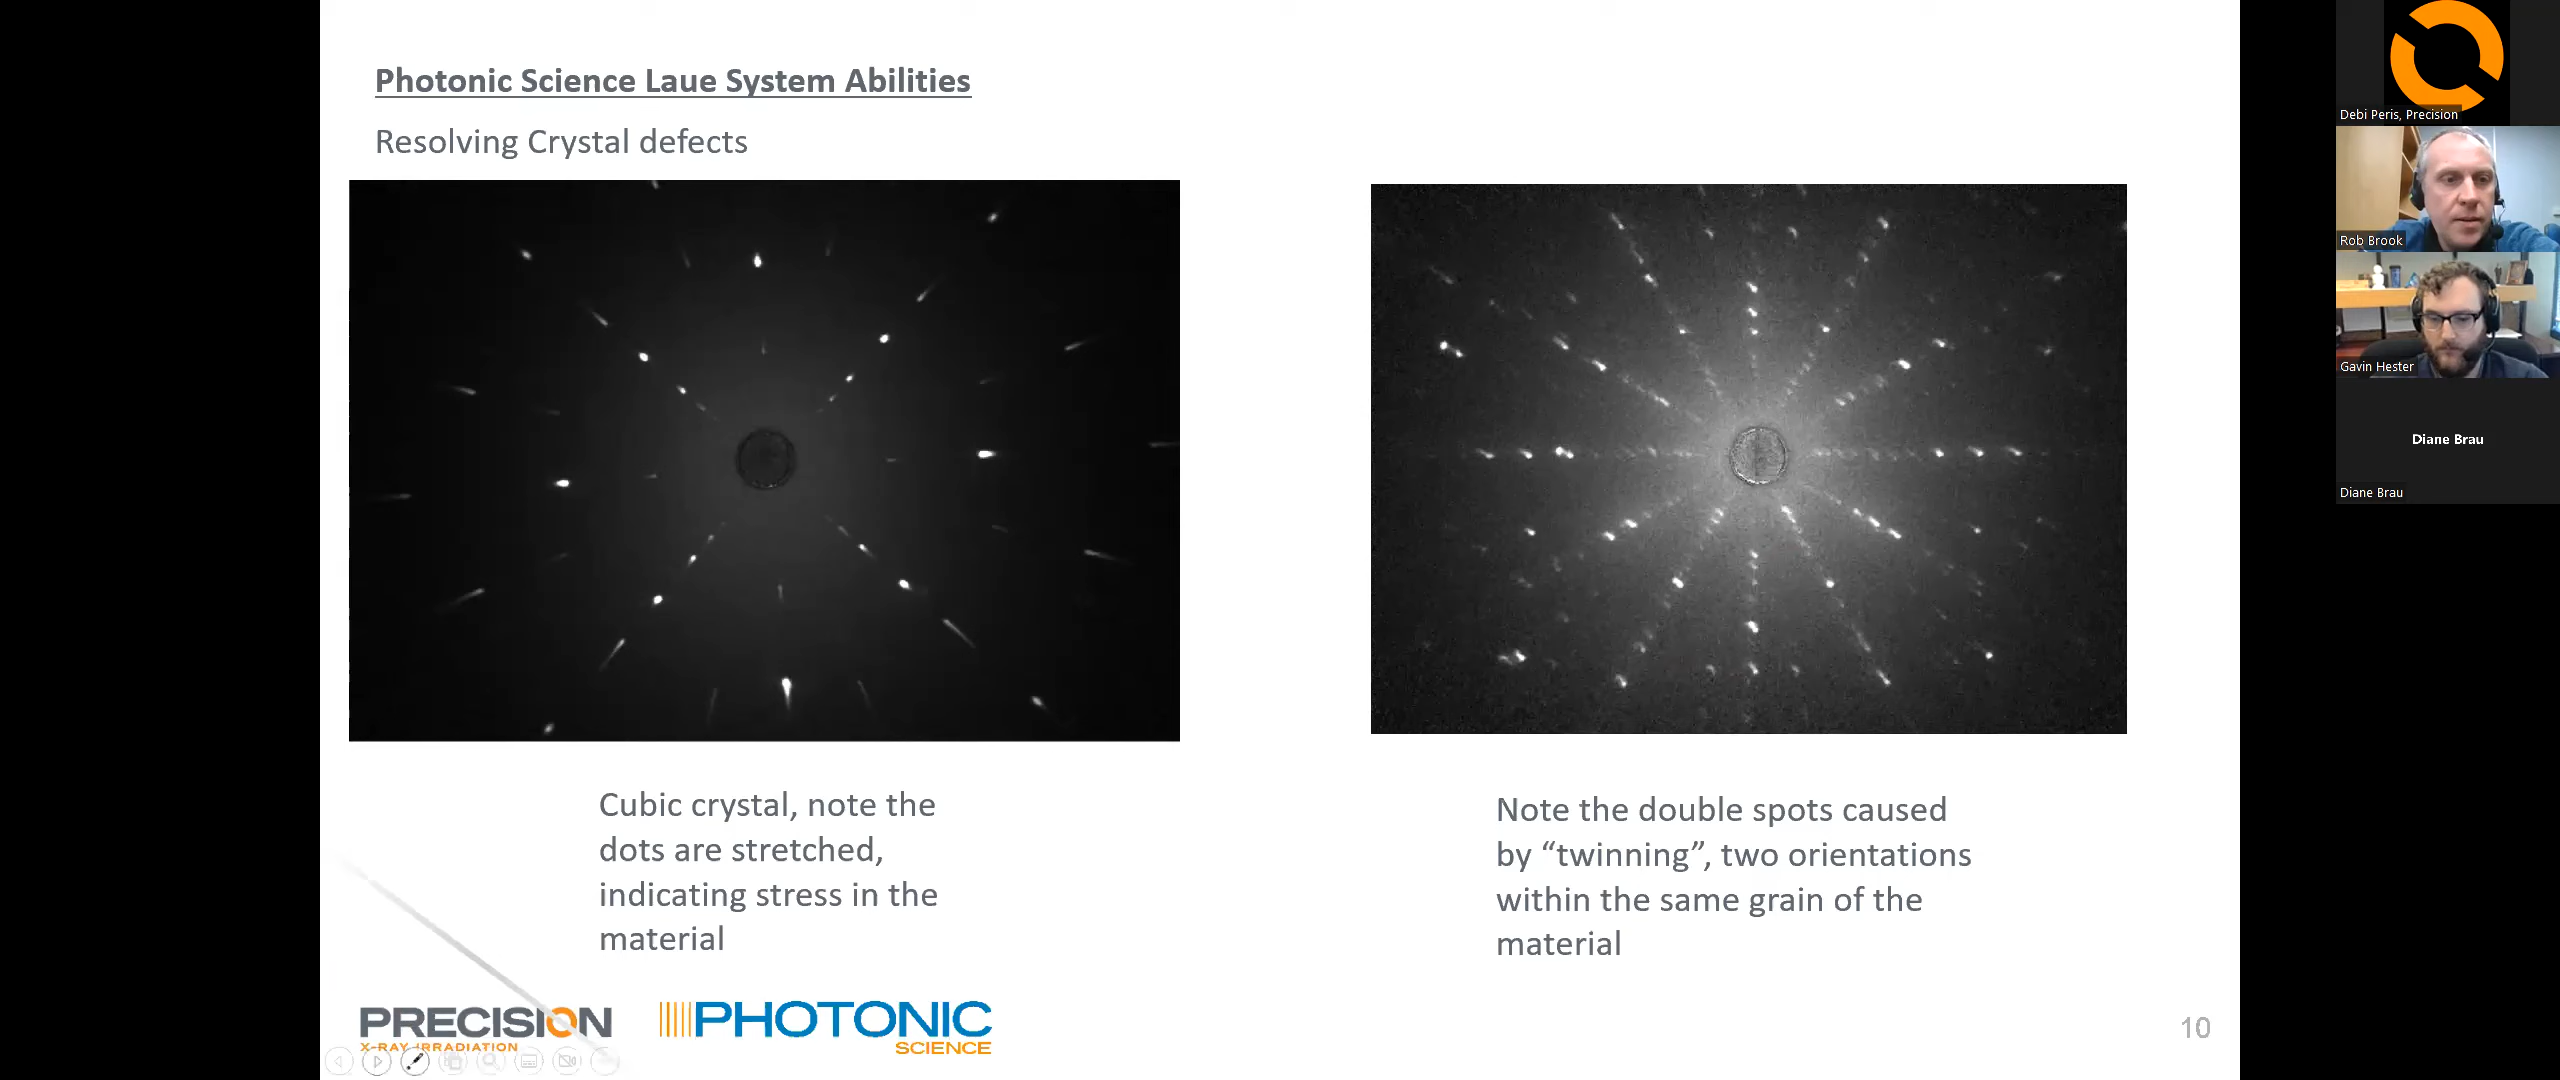 Photonic Science Laue System Abilities
Resolving Crystal defects
Cubic crystal, note the
dots are stretched,
indicating stress in the
material
Note the double spots caused
by “twinning”, two orientations
within the same grain of the
material
PRECISION
X-RAY IRRADIATION
PHOTONIC
SCIENCE
10
Debi Peris, Precision
Rob Brook
Gavin Hester
Diane Brau
Diane Brau